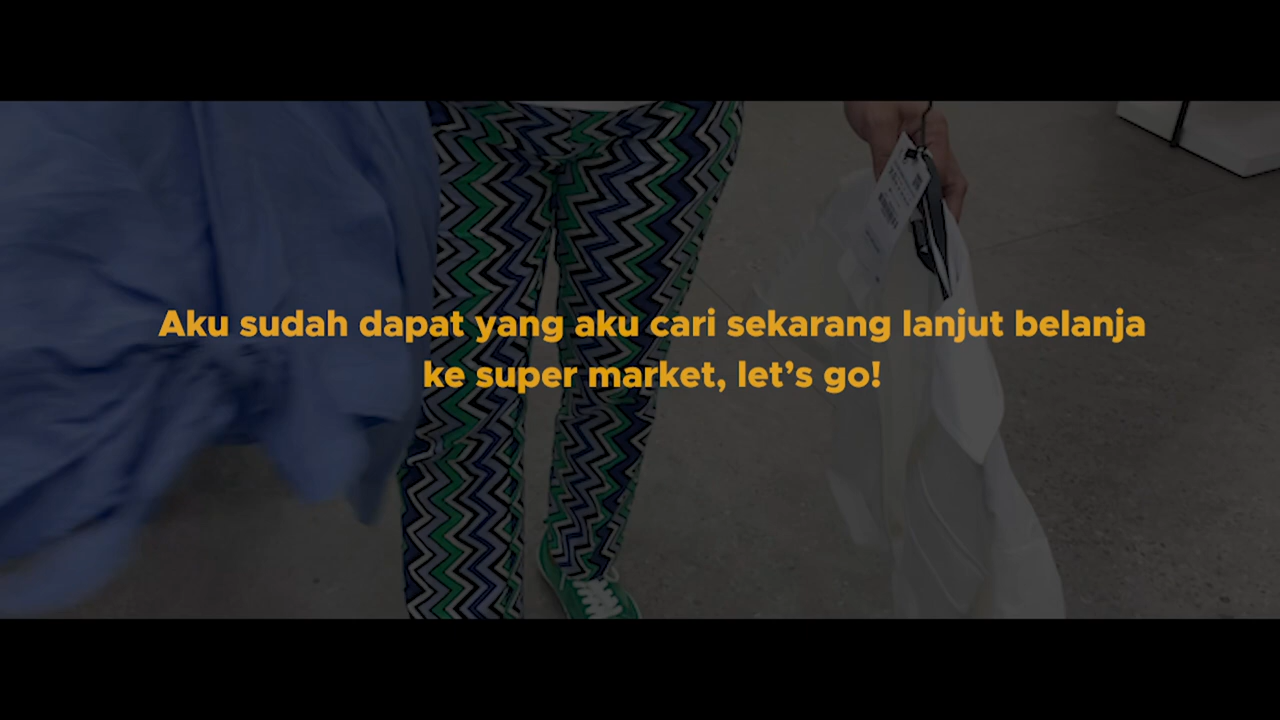 Aku sudah dapat yang aku cari sekarang lanjut belanja
ke super market, let’s go!